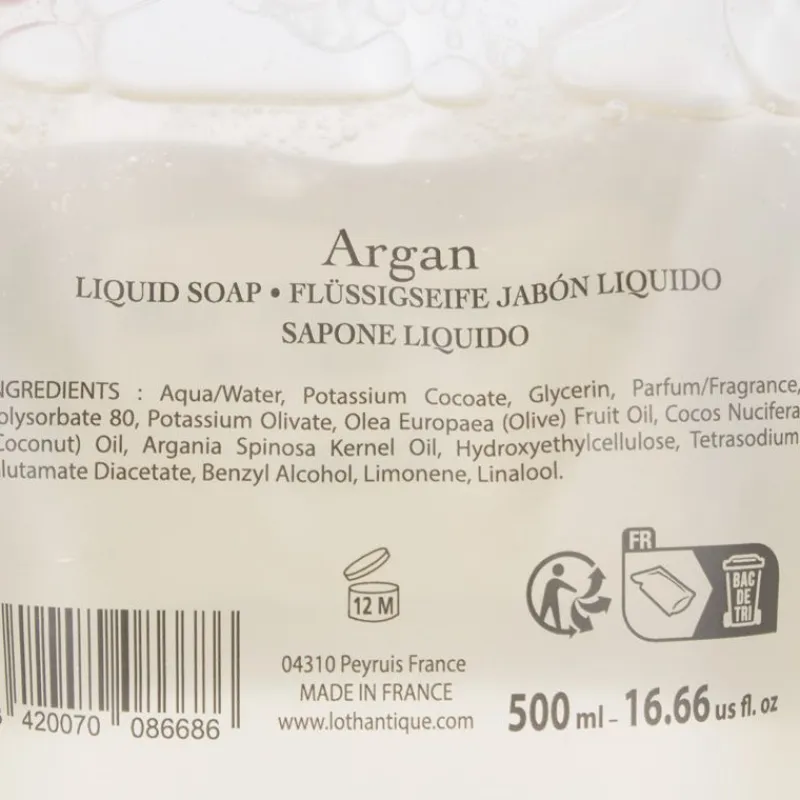 Argan
LIQUID SOAP • FLÜSSIGSEIFE JABÓN LIQUIDO
SAPONE LIQUIDO
NGREDIENTS : Aqua/Water, Potassium Cocoate, Glycerin, Parfum/Fragrance,
olysorbate 80, Potassium Olivate, Olea Europaea (Olive) Fruit Oil, Cocos Nucifera
Coconut) Oil, Argania Spinosa Kernel Oil, Hydroxyethylcellulose, Tetrasodium
lutamate Diacetate, Benzyl Alcohol, Limonene, Linalool.
FR
BAC
DE
TRI
12 M
420070 086686
04310 Peyruis France
MADE IN FRANCE
www.lothantique.com
500 ml - 16.66 us fl. oz